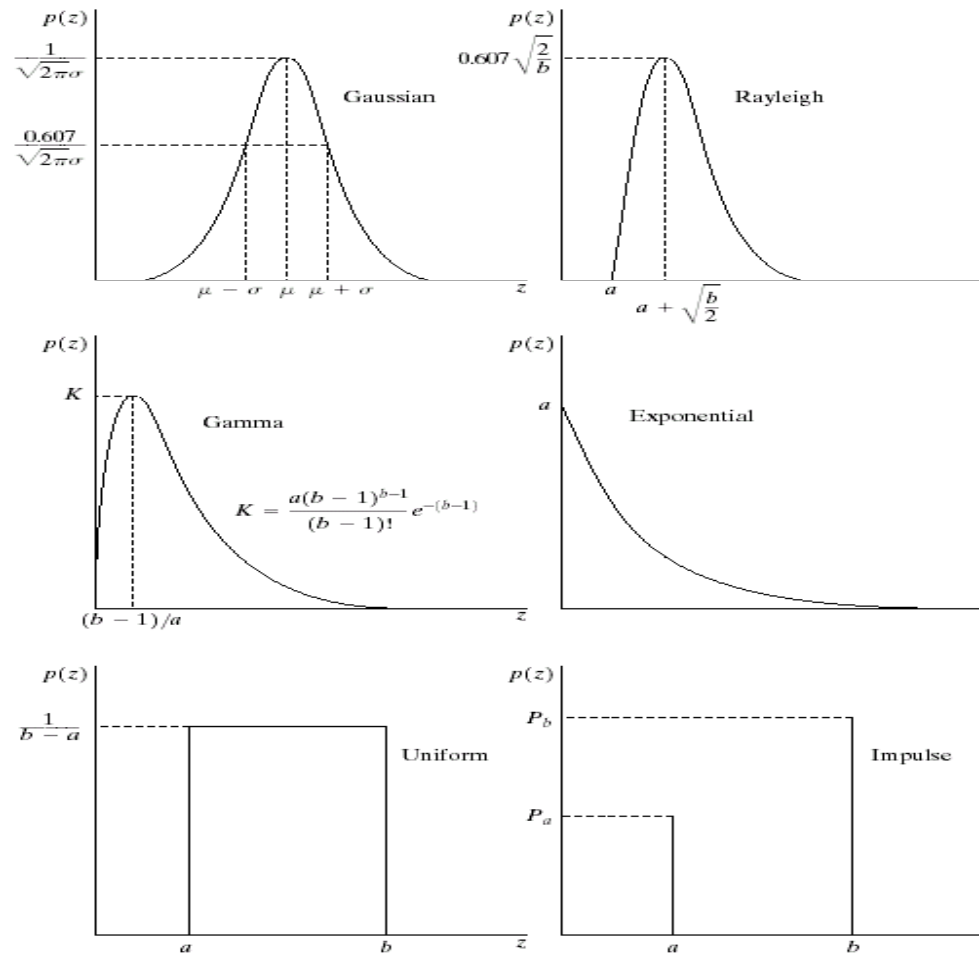 p(z)
1/√2πσ
Gaussian
0.607/√2πσ
μ − σ μ μ + σ z
p(z)
0.607√2/b
Rayleigh
a
a + √b/2
p(z)
K
Gamma
K = a(b − 1)^b−1/(b − 1)! e^−(b−1)
(b − 1)/a z
p(z)
a
Exponential
p(z)
1/b − a
Uniform
a b z
p(z)
P_b
Impulse
P_a
a b